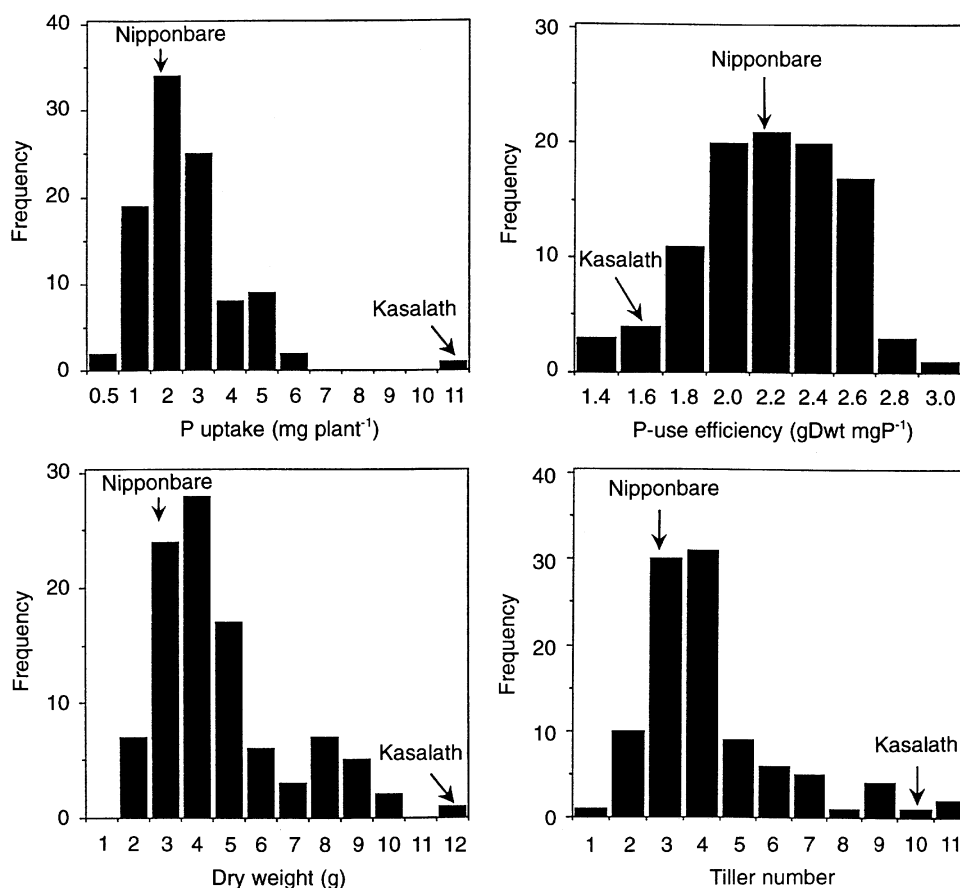 Frequency
40
30
20
10
0
Nipponbare
Kasalath
0.5 1 2 3 4 5 6 7 8 9 10 11
P uptake (mg plant⁻¹)
Frequency
30
20
10
0
Nipponbare
Kasalath
1.4 1.6 1.8 2.0 2.2 2.4 2.6 2.8 3.0
P-use efficiency (gDwt mgP⁻¹)
Frequency
30
20
10
0
Nipponbare
Kasalath
1 2 3 4 5 6 7 8 9 10 11 12
Dry weight (g)
Frequency
40
30
20
10
0
Nipponbare
Kasalath
1 2 3 4 5 6 7 8 9 10 11
Tiller number